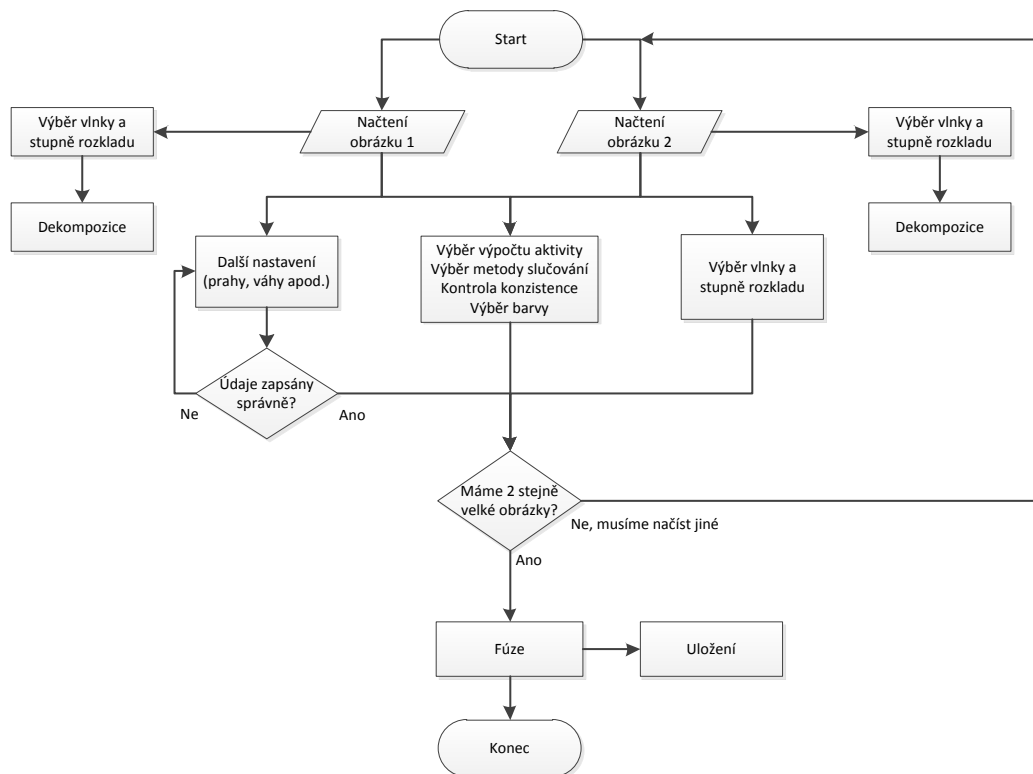 Start
Načtení
obrázku 1
Načtení
obrázku 2
Výběr vlnky a
stupně rozkladu
Výběr vlnky a
stupně rozkladu
Dekompozice
Dekompozice
Další nastavení
(prahy, váhy apod.)
Výběr výpočtu aktivity
Výběr metody slučování
Kontrola konzistence
Výběr barvy
Výběr vlnky a
stupně rozkladu
Údaje zapsány
správně?
Ne
Ano
Máme 2 stejně
velké obrázky?
Ne, musíme načíst jiné
Ano
Fúze
Uložení
Konec